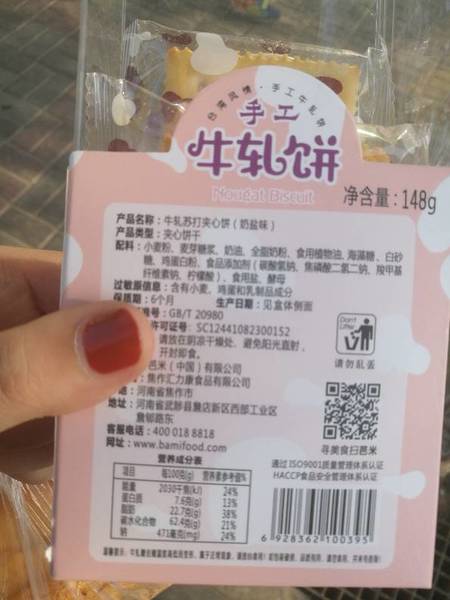 台湾风情·手工牛轧饼
手工
牛轧饼
Nougat Biscuit
净含量: 148g
产品名称: 牛轧苏打夹心饼 (奶盐味)
产品类型: 夹心饼干
配料: 小麦粉、麦芽糖浆、奶油、全脂奶粉、食用植物油、海藻糖、白砂
糖、鸡蛋白粉、食品添加剂 (碳酸氢钠、焦磷酸二氢二钠、羧甲基
纤维素钠、柠檬酸)、食用盐、酵母
过敏原信息: 含有小麦、鸡蛋和乳制品成分
保质期: 6个月 生产日期: 见盒体侧面
号: GB/T 20980
许可证号: SC12441082300152
请放在阴凉干燥处、避免阳光直射,
开封即食。
芭米 (中国) 有限公司
焦作汇力康食品有限公司
河南省焦作市
地址: 河南省武陟县詹店新区西部工业区
詹郇路东
客服电话: 400 018 8818
网址: www.bamifood.com
Don't Litter
请勿乱丢
寻美食扫芭米
通过 ISO9001质量管理体系认证
HACCP食品安全管理体系认证
营养成分表
项目 每100克(g) 营养素参考值%
能量 2030千焦(kJ) 24%
蛋白质 7.6克(g) 13%
脂肪 22.7克(g) 38%
碳水化合物 62.4克(g) 21%
钠 471毫克(mg) 24%
6 928362 100395